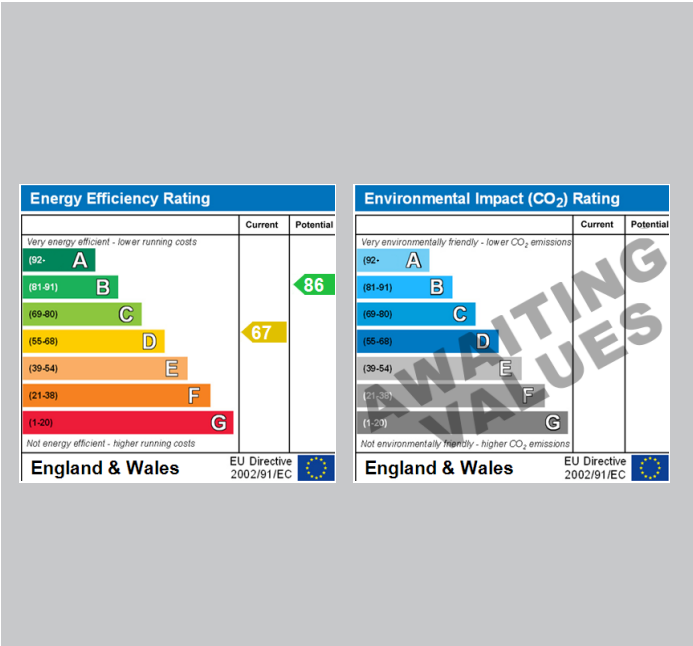 Energy Efficiency Rating
Current Potential
Very energy efficient - lower running costs
(92- A
(81-91) B
(69-80) C
(55-68) D
(39-54) E
(21-38) F
(1-20) G
86
67
Not energy efficient - higher running costs
England & Wales
EU Directive
2002/91/EC
Environmental Impact (CO2) Rating
Current Potential
Very environmentally friendly - lower CO2 emissions
(92- A
(81-91) B
(69-80) C
(55-68) D
(39-54) E
(21-38) F
(1-20) G
AWAITING
VALUES
Not environmentally friendly - higher CO2 emissions
England & Wales
EU Directive
2002/91/EC